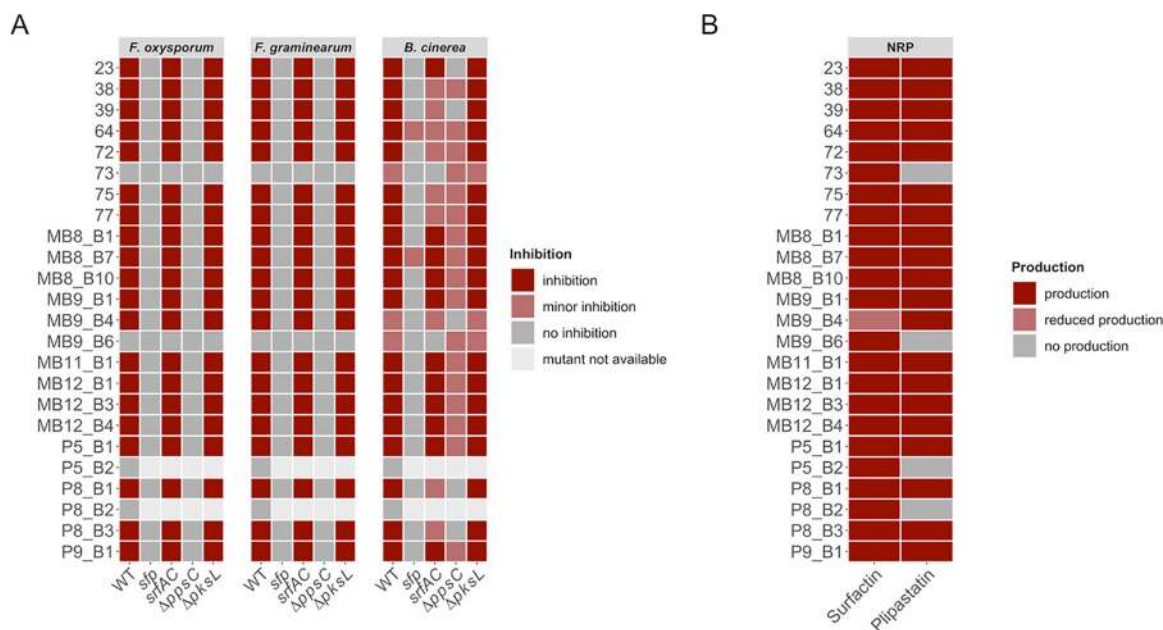 A
B
F. oxysporum F. graminearum B. cinerea
NRP
23
38
39
64
72
73
75
77
MB8_B1
MB8_B7
MB8_B10
MB9_B1
MB9_B4
MB9_B6
MB11_B1
MB12_B1
MB12_B3
MB12_B4
P5_B1
P5_B2
P8_B1
P8_B2
P8_B3
P9_B1
WT sfp srfAC ΔppsC ΔpksL
WT sfp srfAC ΔppsC ΔpksL
WT sfp srfAC ΔppsC ΔpksL
Inhibition
inhibition
minor inhibition
no inhibition
mutant not available
23
38
39
64
72
73
75
77
MB8_B1
MB8_B7
MB8_B10
MB9_B1
MB9_B4
MB9_B6
MB11_B1
MB12_B1
MB12_B3
MB12_B4
P5_B1
P5_B2
P8_B1
P8_B2
P8_B3
P9_B1
Surfactin Plipastatin
Production
production
reduced production
no production